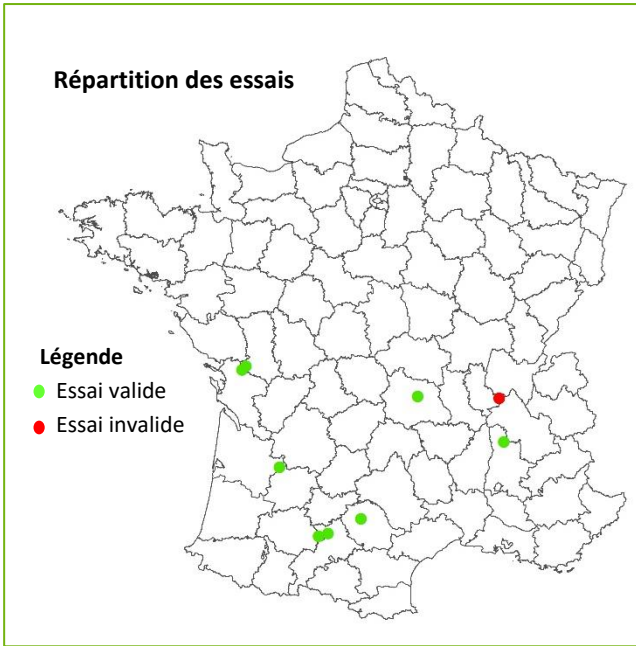 Répartition des essais
Légende
Essai valide
Essai invalide